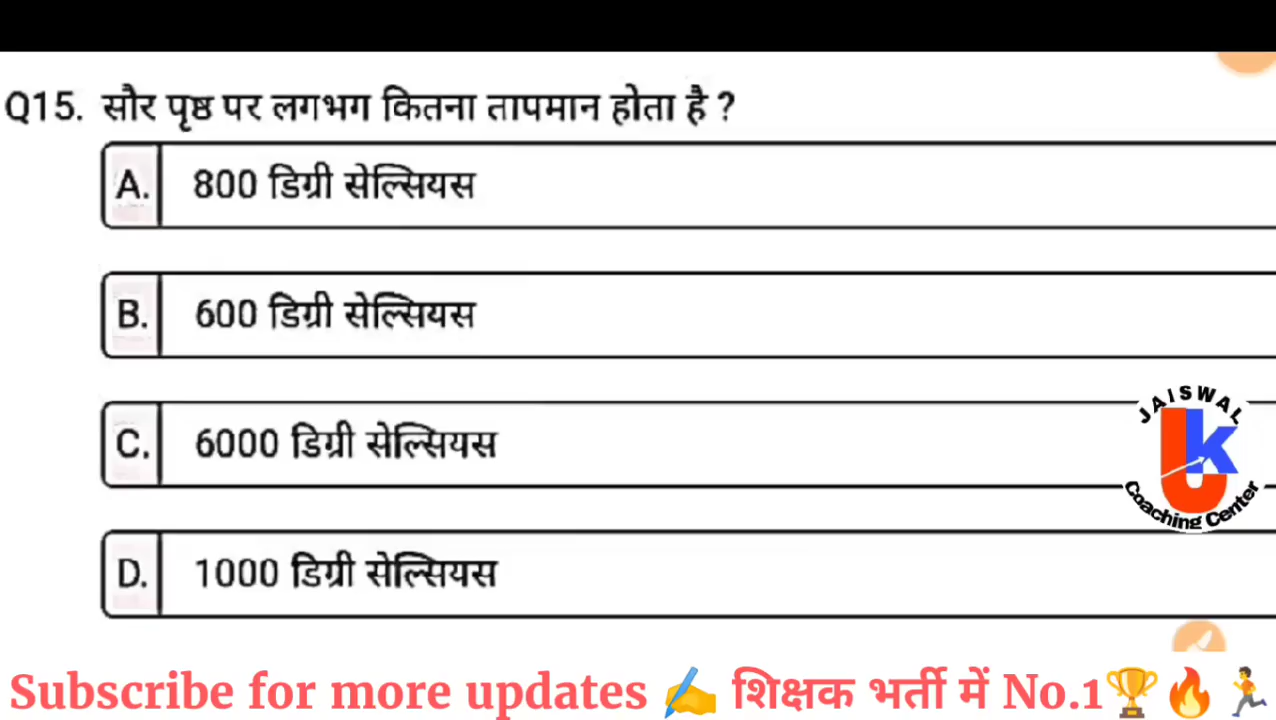 Q15. सौर पृष्ठ पर लगभग कितना तापमान होता है ?
A. 800 डिग्री सेल्सियस
B. 600 डिग्री सेल्सियस
C. 6000 डिग्री सेल्सियस
JAISWAL
JK
Coaching Center
D. 1000 डिग्री सेल्सियस
Subscribe for more updates ✍️ शिक्षक भर्ती में No.1🏆🔥🏃